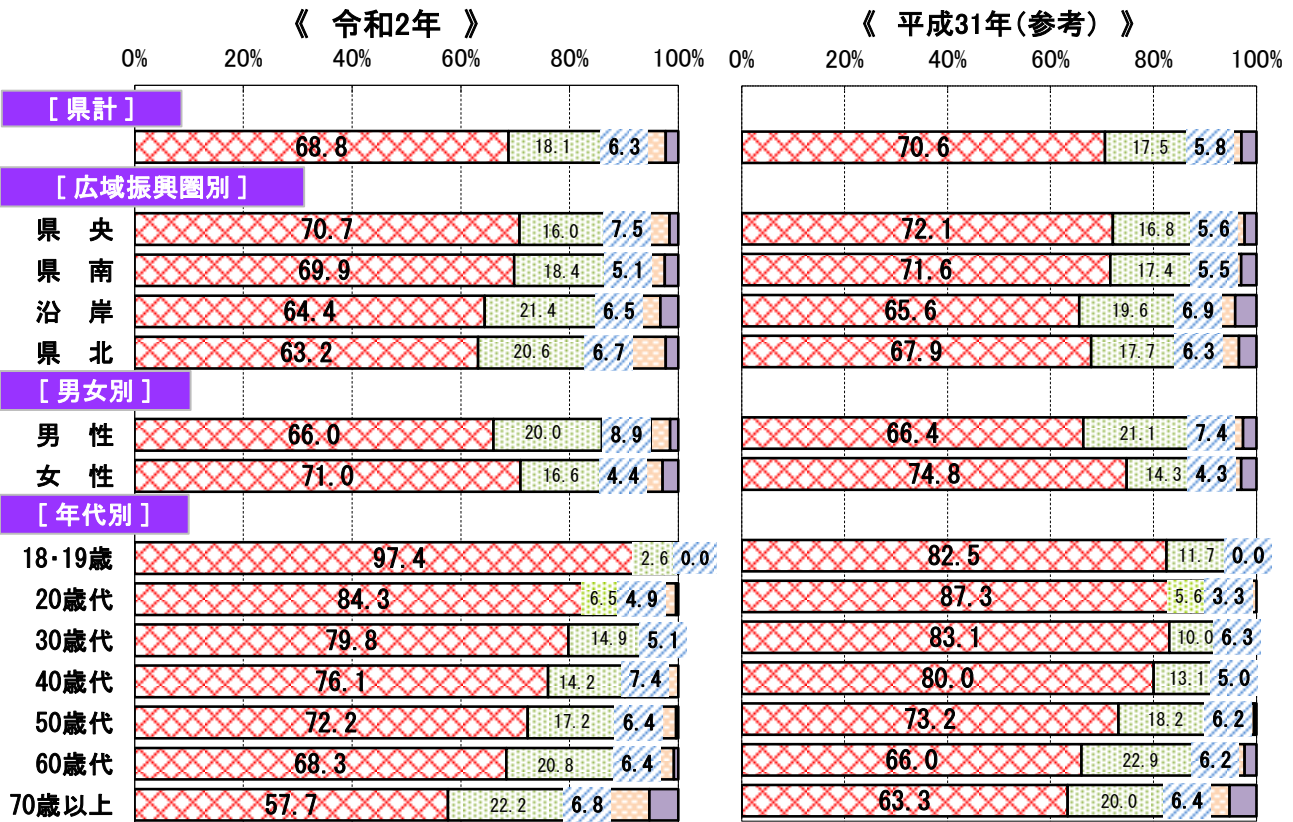 《 令和2年 》 《 平成31年(参考) 》
0% 20% 40% 60% 80% 100% 0% 20% 40% 60% 80% 100%
[ 県計 ]
68.8 18.1 6.3 70.6 17.5 5.8
[ 広域振興圏別 ]
県 央 70.7 16.0 7.5 72.1 16.8 5.6
県 南 69.9 18.4 5.1 71.6 17.4 5.5
沿 岸 64.4 21.4 6.5 65.6 19.6 6.9
県 北 63.2 20.6 6.7 67.9 17.7 6.3
[ 男女別 ]
男 性 66.0 20.0 8.9 66.4 21.1 7.4
女 性 71.0 16.6 4.4 74.8 14.3 4.3
[ 年代別 ]
18・19歳 97.4 2.6 0.0 82.5 11.7 0.0
20歳代 84.3 6.5 4.9 87.3 5.6 3.3
30歳代 79.8 14.9 5.1 83.1 10.0 6.3
40歳代 76.1 14.2 7.4 80.0 13.1 5.0
50歳代 72.2 17.2 6.4 73.2 18.2 6.2
60歳代 68.3 20.8 6.4 66.0 22.9 6.2
70歳以上 57.7 22.2 6.8 63.3 20.0 6.4